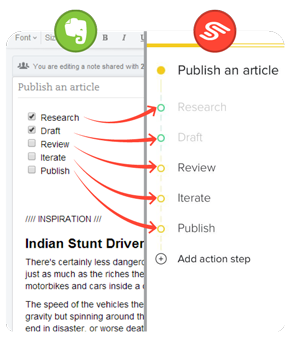 Font
Siz
B I U
You are editing a note shared with Z
Publish an article
Research
Draft
Review
Iterate
Publish
//// INSPIRATION ///
Indian Stunt Driver
There's certainly less dangero
just as much as the riches the
motorbikes and cars inside a
The speed of the vehicles the
gravity but spinning around th
end in disaster, or worse deat
Publish an article
Research
Draft
Review
Iterate
Publish
Add action step